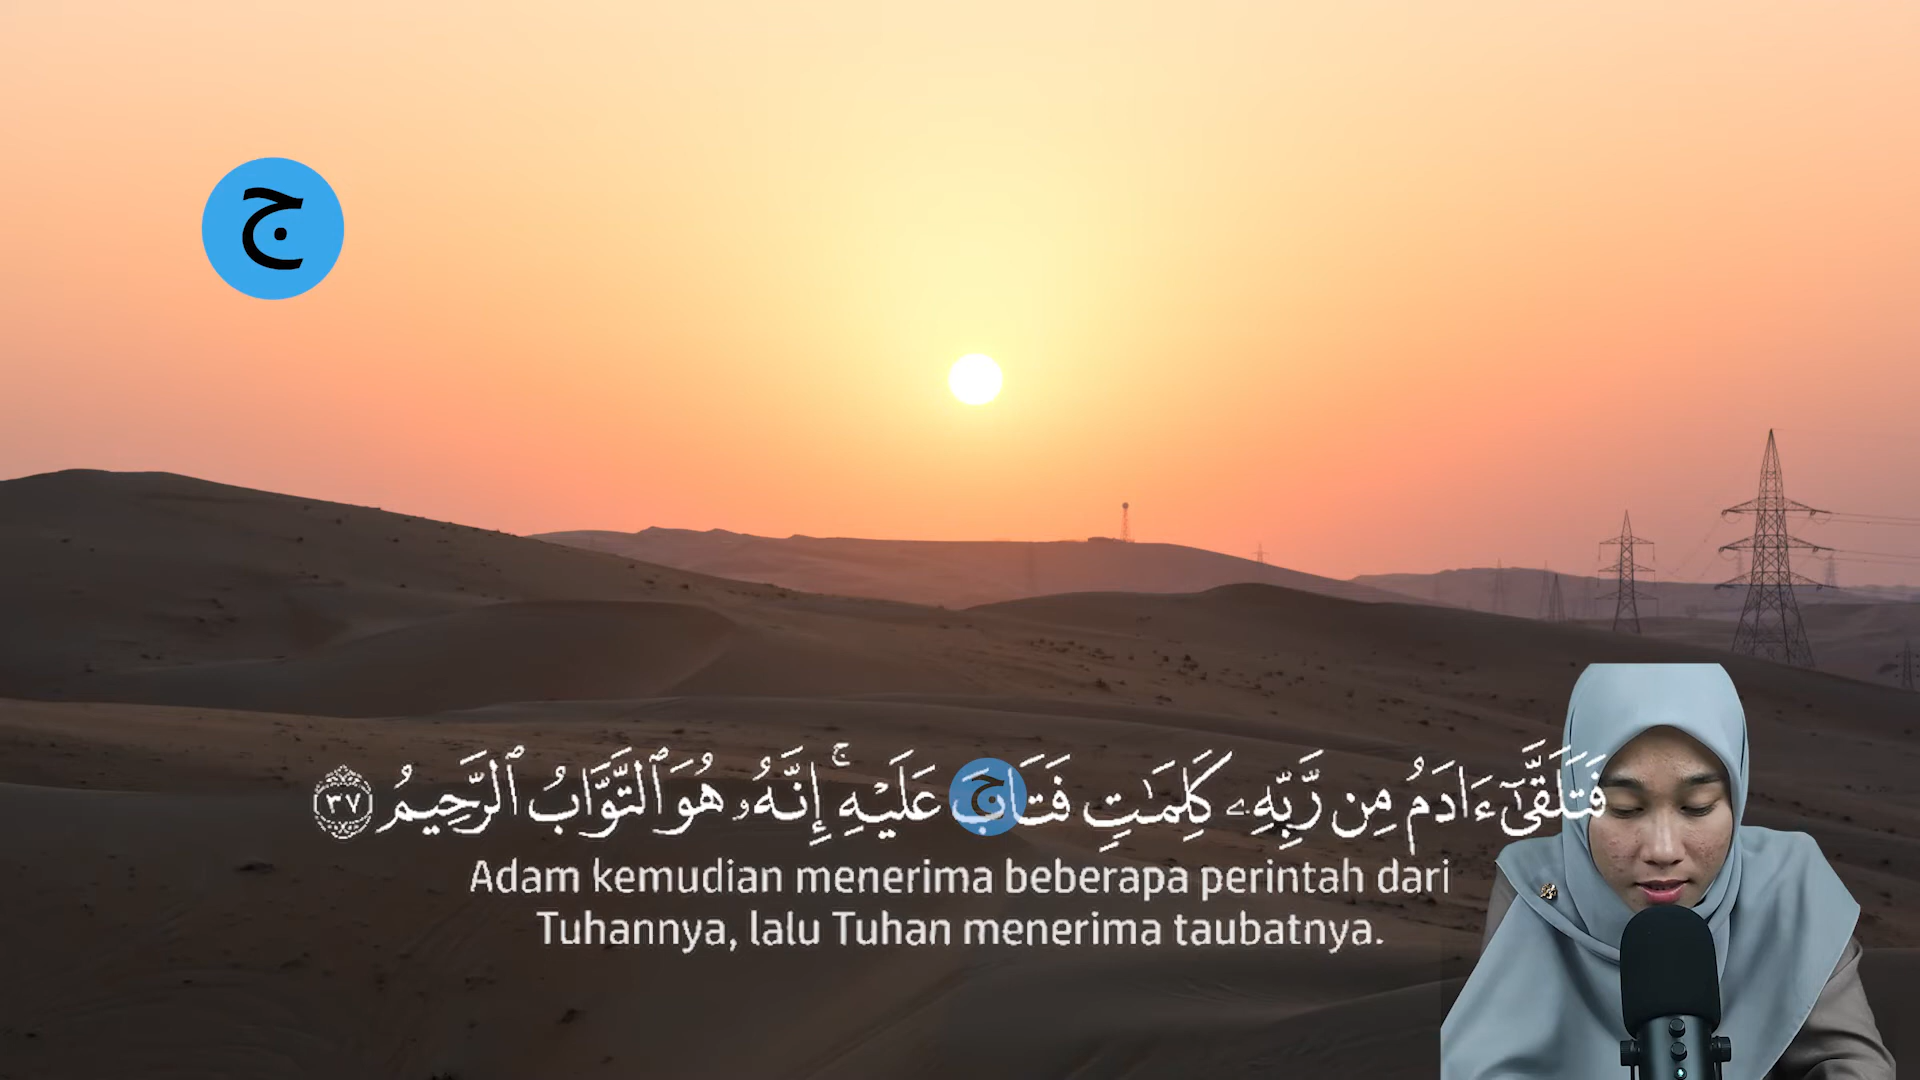 ج
فَتَلَقَّىٰٓ ءَادَمُ مِن رَّبِّهِۦ كَلِمَٰتٍ فَتَابَ عَلَيْهِ ۚ إِنَّهُۥ هُوَ ٱلتَّوَّابُ ٱلرَّحِيمُ ٣٧
ج
Adam kemudian menerima beberapa perintah dari
Tuhannya, lalu Tuhan menerima taubatnya.